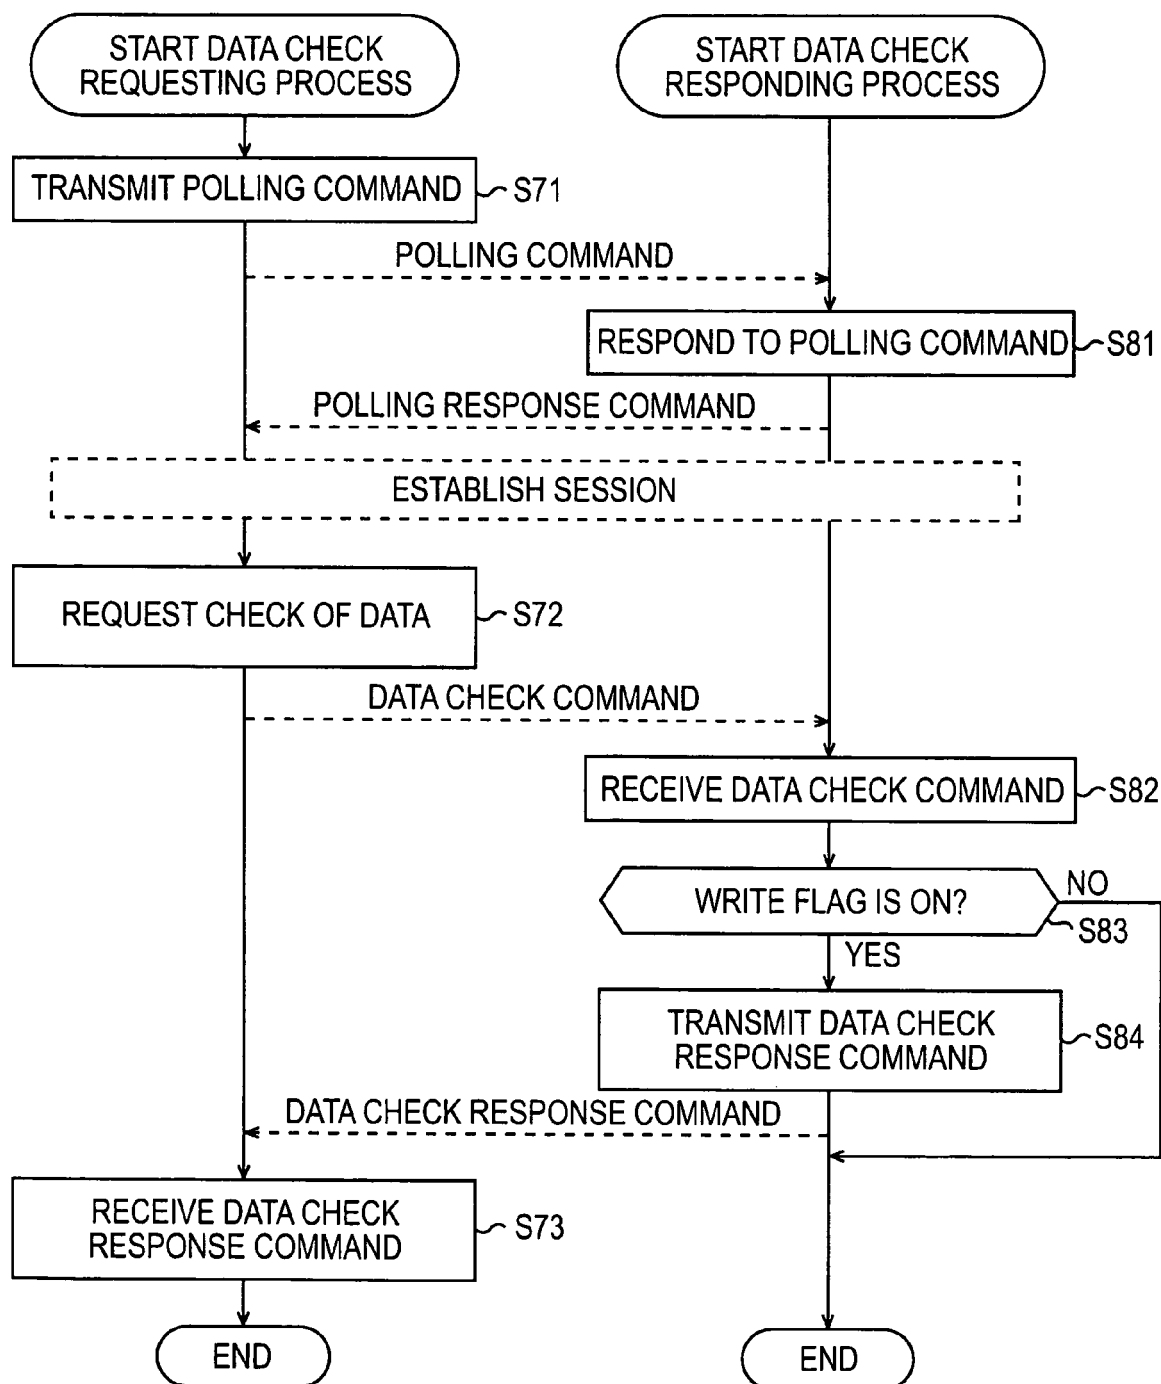 START DATA CHECK
REQUESTING PROCESS
START DATA CHECK
RESPONDING PROCESS
TRANSMIT POLLING COMMAND
S71
POLLING COMMAND
RESPOND TO POLLING COMMAND
S81
POLLING RESPONSE COMMAND
ESTABLISH SESSION
REQUEST CHECK OF DATA
S72
DATA CHECK COMMAND
RECEIVE DATA CHECK COMMAND
S82
WRITE FLAG IS ON?
NO
S83
YES
TRANSMIT DATA CHECK
RESPONSE COMMAND
S84
DATA CHECK RESPONSE COMMAND
RECEIVE DATA CHECK
RESPONSE COMMAND
S73
END
END